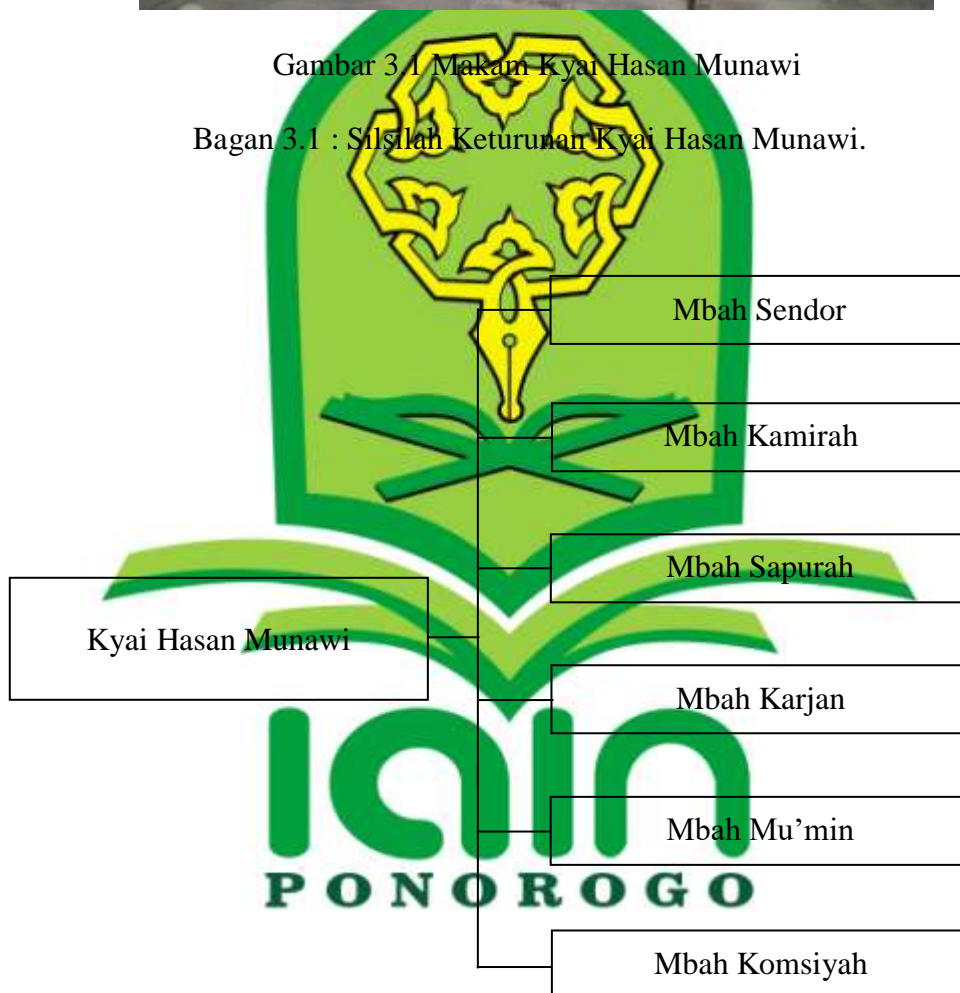 Gambar 3.1 Makam Kyai Hasan Munawi
Bagan 3.1 : Silsilah Keturunan Kyai Hasan Munawi.
Mbah Sendor
Mbah Kamirah
Mbah Sapurah
Kyai Hasan Munawi
Mbah Karjan
Mbah Mu’min
Mbah Komsiyah
iain
PONOROGO